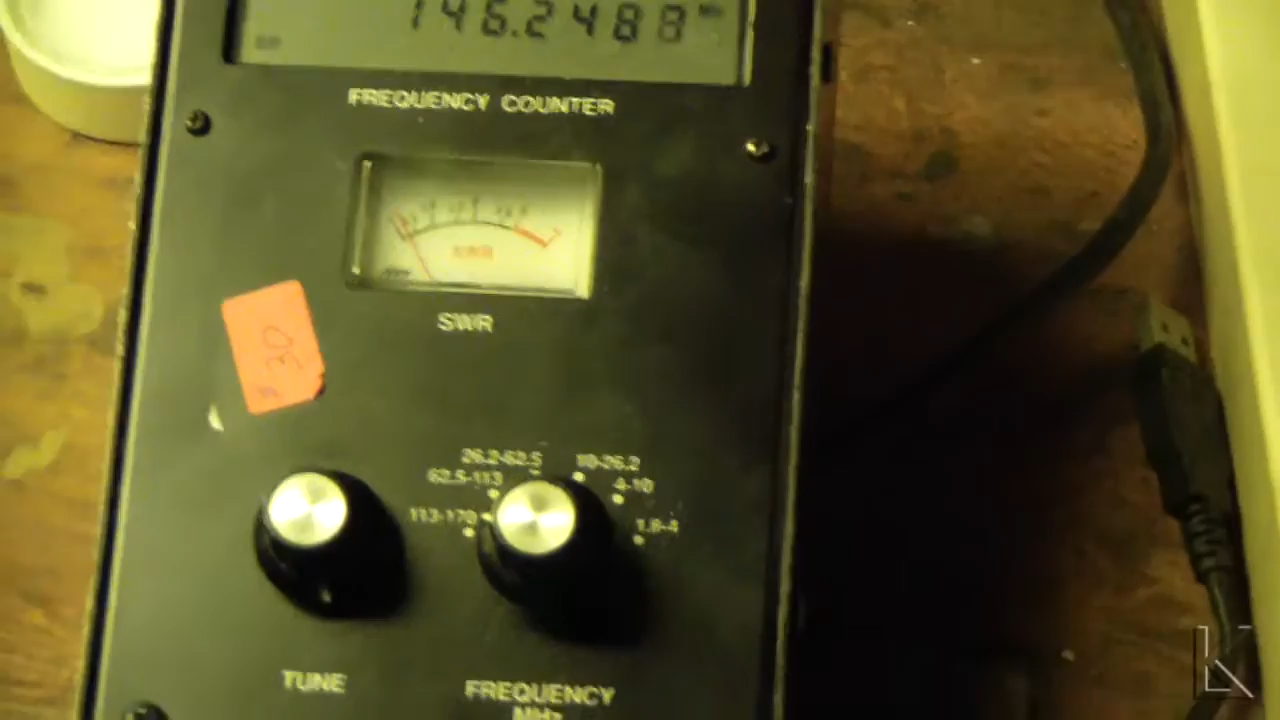 146.2488
FREQUENCY COUNTER
SWR
SWR
30
26.2-62.5
10-26.2
62.5-113
4-10
113-170
1.8-4
TUNE
FREQUENCY
MHz
K